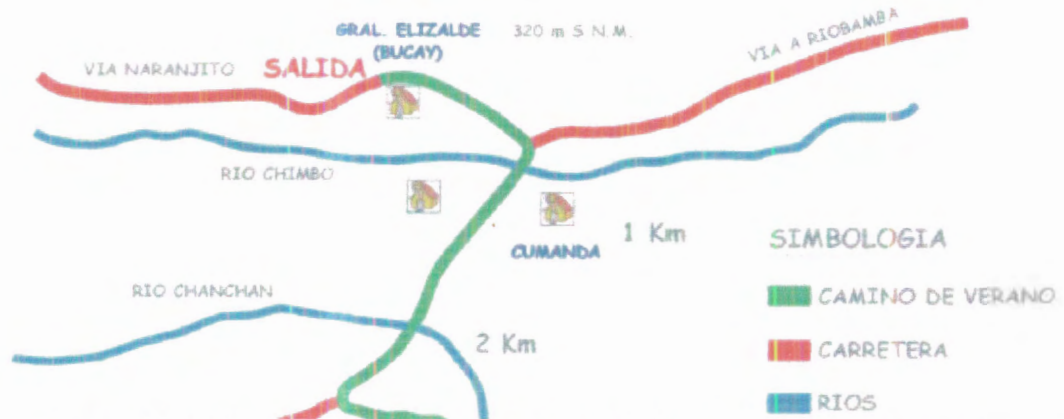 GRAL. ELIZALDE 320 m S N.M.
(BUCAY)
VIA A RIOBAMBA
VIA NARANJITO SALIDA
RIO CHIMBO
CUMANDA
1 Km
SIMBOLOGIA
RIO CHANCHAN
CAMINO DE VERANO
2 Km
CARRETERA
RIOS